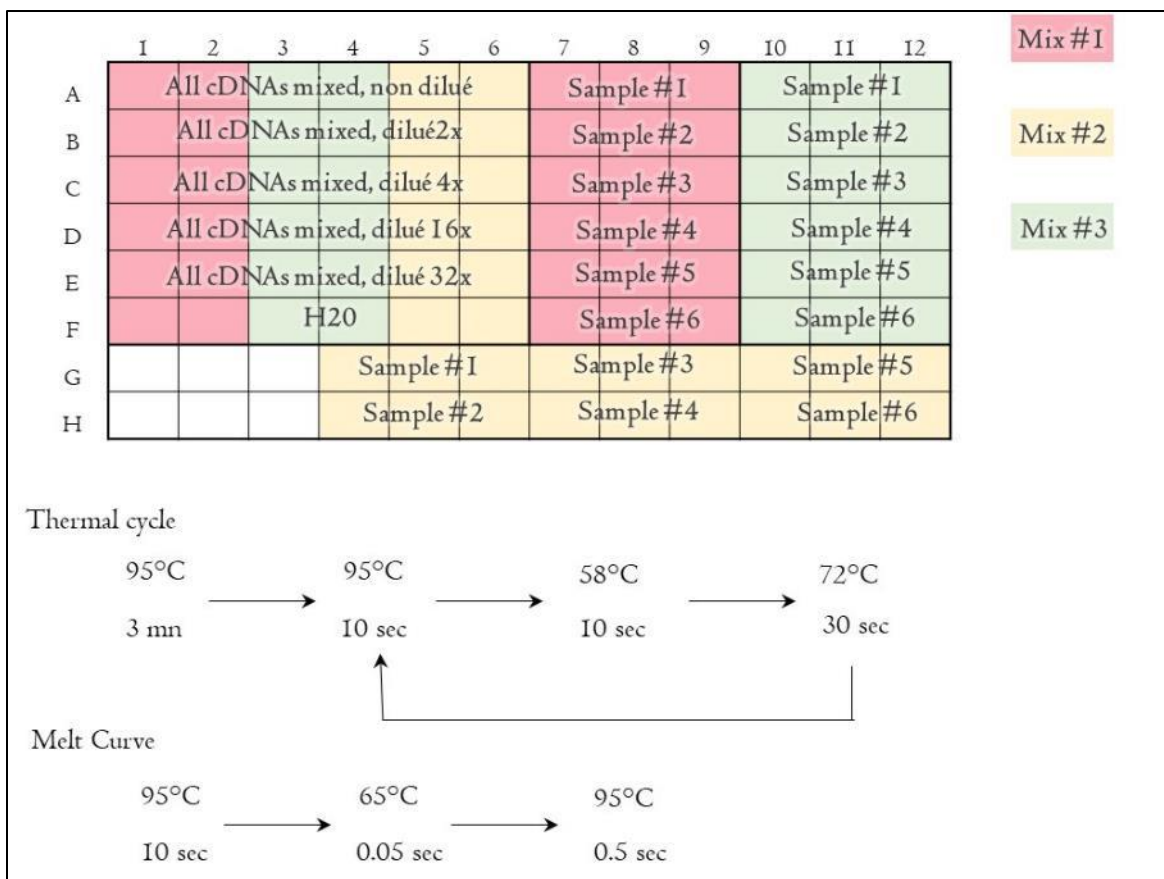 1 2 3 4 5 6 7 8 9 10 11 12
Mix #1
A All cDNAs mixed, non dilué Sample #1 Sample #1
B All cDNAs mixed, dilué2x Sample #2 Sample #2
Mix #2
C All cDNAs mixed, dilué 4x Sample #3 Sample #3
D All cDNAs mixed, dilué 16x Sample #4 Sample #4
Mix #3
E All cDNAs mixed, dilué 32x Sample #5 Sample #5
F H20 Sample #6 Sample #6
G Sample #1 Sample #3 Sample #5
H Sample #2 Sample #4 Sample #6
Thermal cycle
95°C 95°C 58°C 72°C
3 mn 10 sec 10 sec 30 sec
Melt Curve
95°C 65°C 95°C
10 sec 0.05 sec 0.5 sec